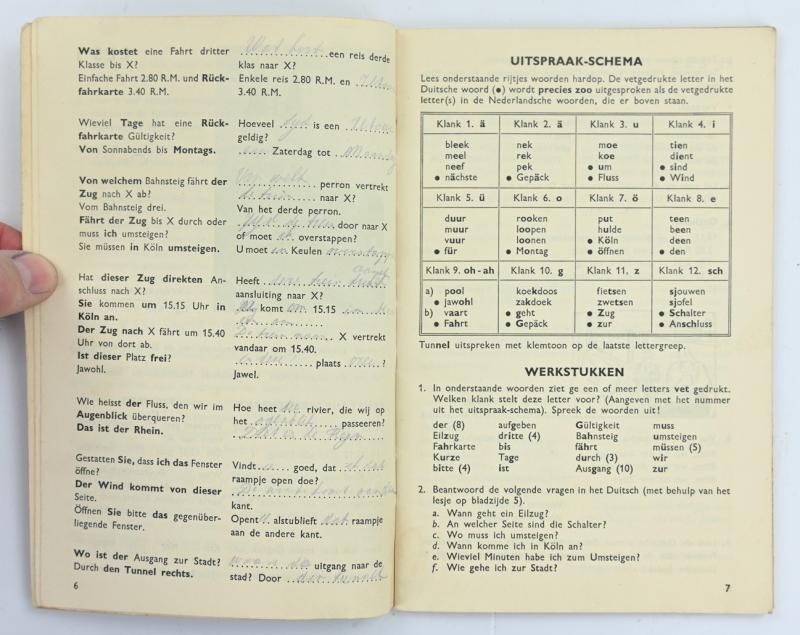 Was kostet eine Fahrt dritter
Klasse bis X?
Einfache Fahrt 2.80 R.M. und Rück-
fahrkarte 3.40 R.M.
Wat kost een reis derde
klas naar X?
Enkele reis 2.80 R.M. en
3.40 R.M.
Wieviel Tage hat eine Rück-
fahrkarte Gültigkeit?
Von Sonnabends bis Montags.
Hoeveel is een
geldig?
Zaterdag tot
Von welchem Bahnsteig fährt der
Zug nach X ab?
Vom Bahnsteig drei.
Fährt der Zug bis X durch oder
muss ich umsteigen?
Sie müssen in Köln umsteigen.
perron vertrekt
naar X?
Van het derde perron.
door naar X
of moet ik overstappen?
U moet in Keulen
Hat dieser Zug direkten An-
schluss nach X?
Sie kommen um 15.15 Uhr in
Köln an.
Der Zug nach X fährt um 15.40
Uhr von dort ab.
Ist dieser Platz frei?
Jawohl.
Heeft
aansluiting naar X?
komt om 15.15
X vertrekt
vandaar om 15.40.
plaats ?
Jawel.
Wie heisst der Fluss, den wir im
Augenblick überqueren?
Das ist der Rhein.
Hoe heet de rivier, die wij op
het passeren?
Gestatten Sie, dass ich das Fenster
öffne?
Der Wind kommt von dieser
Seite.
Öffnen Sie bitte das gegenüber-
liegende Fenster.
Vindt goed, dat
raampje open doe?
kant.
Opent U alstublieft het raampje
aan de andere kant.
Wo ist der Ausgang zur Stadt?
Durch den Tunnel rechts.
uitgang naar de
stad? Door
6
UITSPRAAK-SCHEMA
Lees onderstaande rijtjes woorden hardop. De vetgedrukte letter in het
Duitsche woord (●) wordt precies zoo uitgesproken als de vetgedrukte
letter(s) in de Nederlandsche woorden, die er boven staan.
Klank 1. ä Klank 2. ä Klank 3. u Klank 4. i
bleek nek moe tien
meel rek koe dient
neef pek ● um ● sind
● nächste ● Gepäck ● Fluss ● Wind
Klank 5. ü Klank 6. o Klank 7. ö Klank 8. e
duur rooken put teen
muur loopen hulde been
vuur loonen ● Köln deen
● für ● Montag ● öffnen ● den
Klank 9. oh - ah Klank 10. g Klank 11. z Klank 12. sch
a) pool koekdoos fietsen sjouwen
● jawohl zakdoek zwetsen sjofel
b) vaart ● geht ● Zug ● Schalter
● Fahrt ● Gepäck ● zur ● Anschluss
Tunnel uitspreken met klemtoon op de laatste lettergreep.
WERKSTUKKEN
1. In onderstaande woorden ziet ge een of meer letters vet gedrukt.
Welken klank stelt deze letter voor? (Aangeven met het nummer
uit het uitspraak-schema). Spreek de woorden uit!
der (8) aufgeben Gültigkeit muss
Eilzug dritte (4) Bahnsteig umsteigen
Fahrkarte bis fährt müssen (5)
Kurze Tage durch (3) wir
bitte (4) ist Ausgang (10) zur
2. Beantwoord de volgende vragen in het Duitsch (met behulp van het
lesje op bladzijde 5).
a. Wann geht ein Eilzug?
b. An welcher Seite sind die Schalter?
c. Wo muss ich umsteigen?
d. Wann komme ich in Köln an?
e. Wieviel Minuten habe ich zum Umsteigen?
f. Wie gehe ich zur Stadt?
7